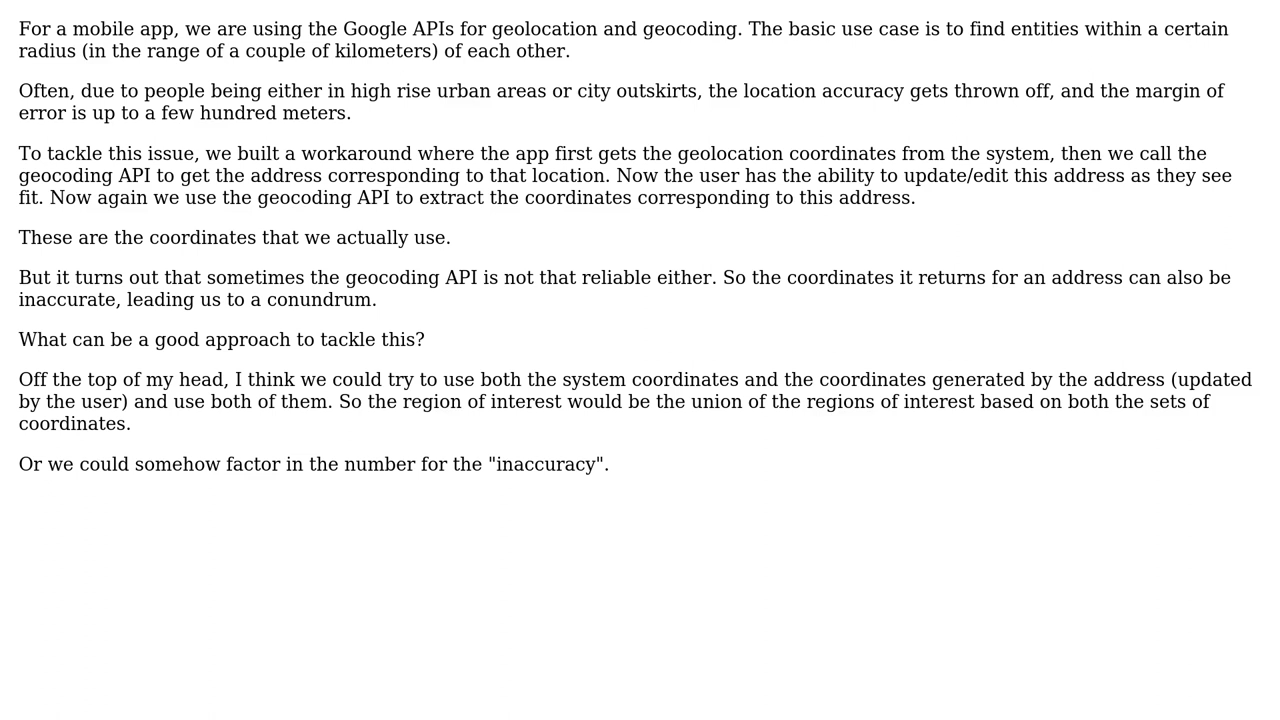 For a mobile app, we are using the Google APIs for geolocation and geocoding. The basic use case is to find entities within a certain
radius (in the range of a couple of kilometers) of each other.
Often, due to people being either in high rise urban areas or city outskirts, the location accuracy gets thrown off, and the margin of
error is up to a few hundred meters.
To tackle this issue, we built a workaround where the app first gets the geolocation coordinates from the system, then we call the
geocoding API to get the address corresponding to that location. Now the user has the ability to update/edit this address as they see
fit. Now again we use the geocoding API to extract the coordinates corresponding to this address.
These are the coordinates that we actually use.
But it turns out that sometimes the geocoding API is not that reliable either. So the coordinates it returns for an address can also be
inaccurate, leading us to a conundrum.
What can be a good approach to tackle this?
Off the top of my head, I think we could try to use both the system coordinates and the coordinates generated by the address (updated
by the user) and use both of them. So the region of interest would be the union of the regions of interest based on both the sets of
coordinates.
Or we could somehow factor in the number for the "inaccuracy".